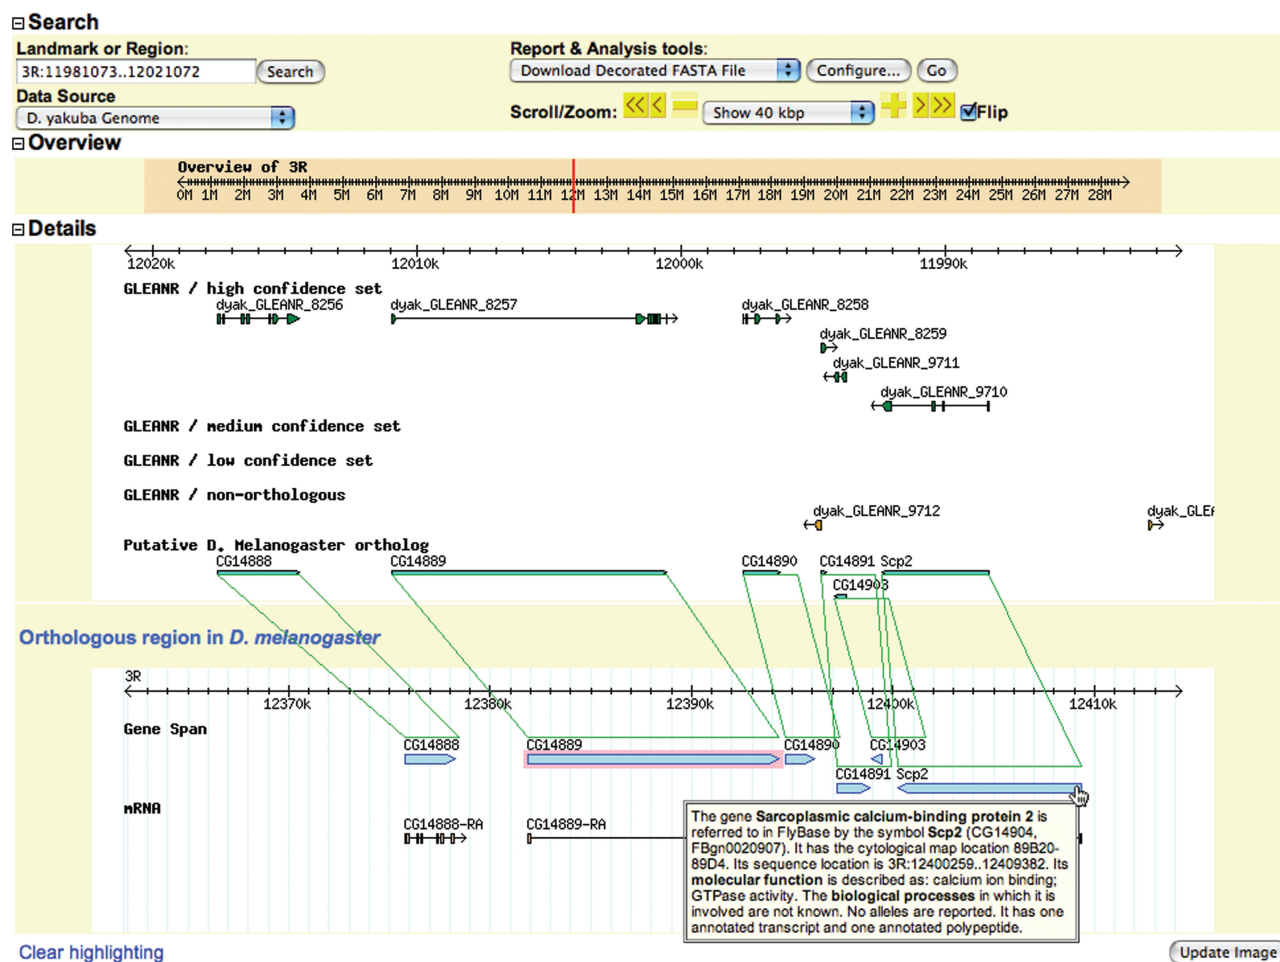 Search
Landmark or Region:
3R:11981073..12021072 Search
Data Source
D. yakuba Genome
Report & Analysis tools:
Download Decorated FASTA File Configure... Go
Scroll/Zoom: << < Show 40 kbp > >> Flip
Overview
Overview of 3R
0M 1M 2M 3M 4M 5M 6M 7M 8M 9M 10M 11M 12M 13M 14M 15M 16M 17M 18M 19M 20M 21M 22M 23M 24M 25M 26M 27M 28M
Details
12020k 12010k 12000k 11990k
GLEANR / high confidence set
dyak_GLEANR_8256 dyak_GLEANR_8257 dyak_GLEANR_8258
dyak_GLEANR_8259
dyak_GLEANR_9711
dyak_GLEANR_9710
GLEANR / medium confidence set
GLEANR / low confidence set
GLEANR / non-orthologous
dyak_GLEANR_9712 dyak_GLEA
Putative D. Melanogaster ortholog
CG14888 CG14889 CG14890 CG14891 Scp2
CG14903
Orthologous region in D. melanogaster
3R
12370k 12380k 12390k 12400k 12410k
Gene Span
CG14888 CG14889 CG14890 CG14903
CG14891 Scp2
mRNA
CG14888-RA CG14889-RA
The gene Sarcoplasmic calcium-binding protein 2 is
referred to in FlyBase by the symbol Scp2 (CG14904,
FBgn0020907). It has the cytological map location 89B20-
89D4. Its sequence location is 3R:12400259..12409382. Its
molecular function is described as: calcium ion binding;
GTPase activity. The biological processes in which it is
involved are not known. No alleles are reported. It has one
annotated transcript and one annotated polypeptide.
Clear highlighting
Update Image